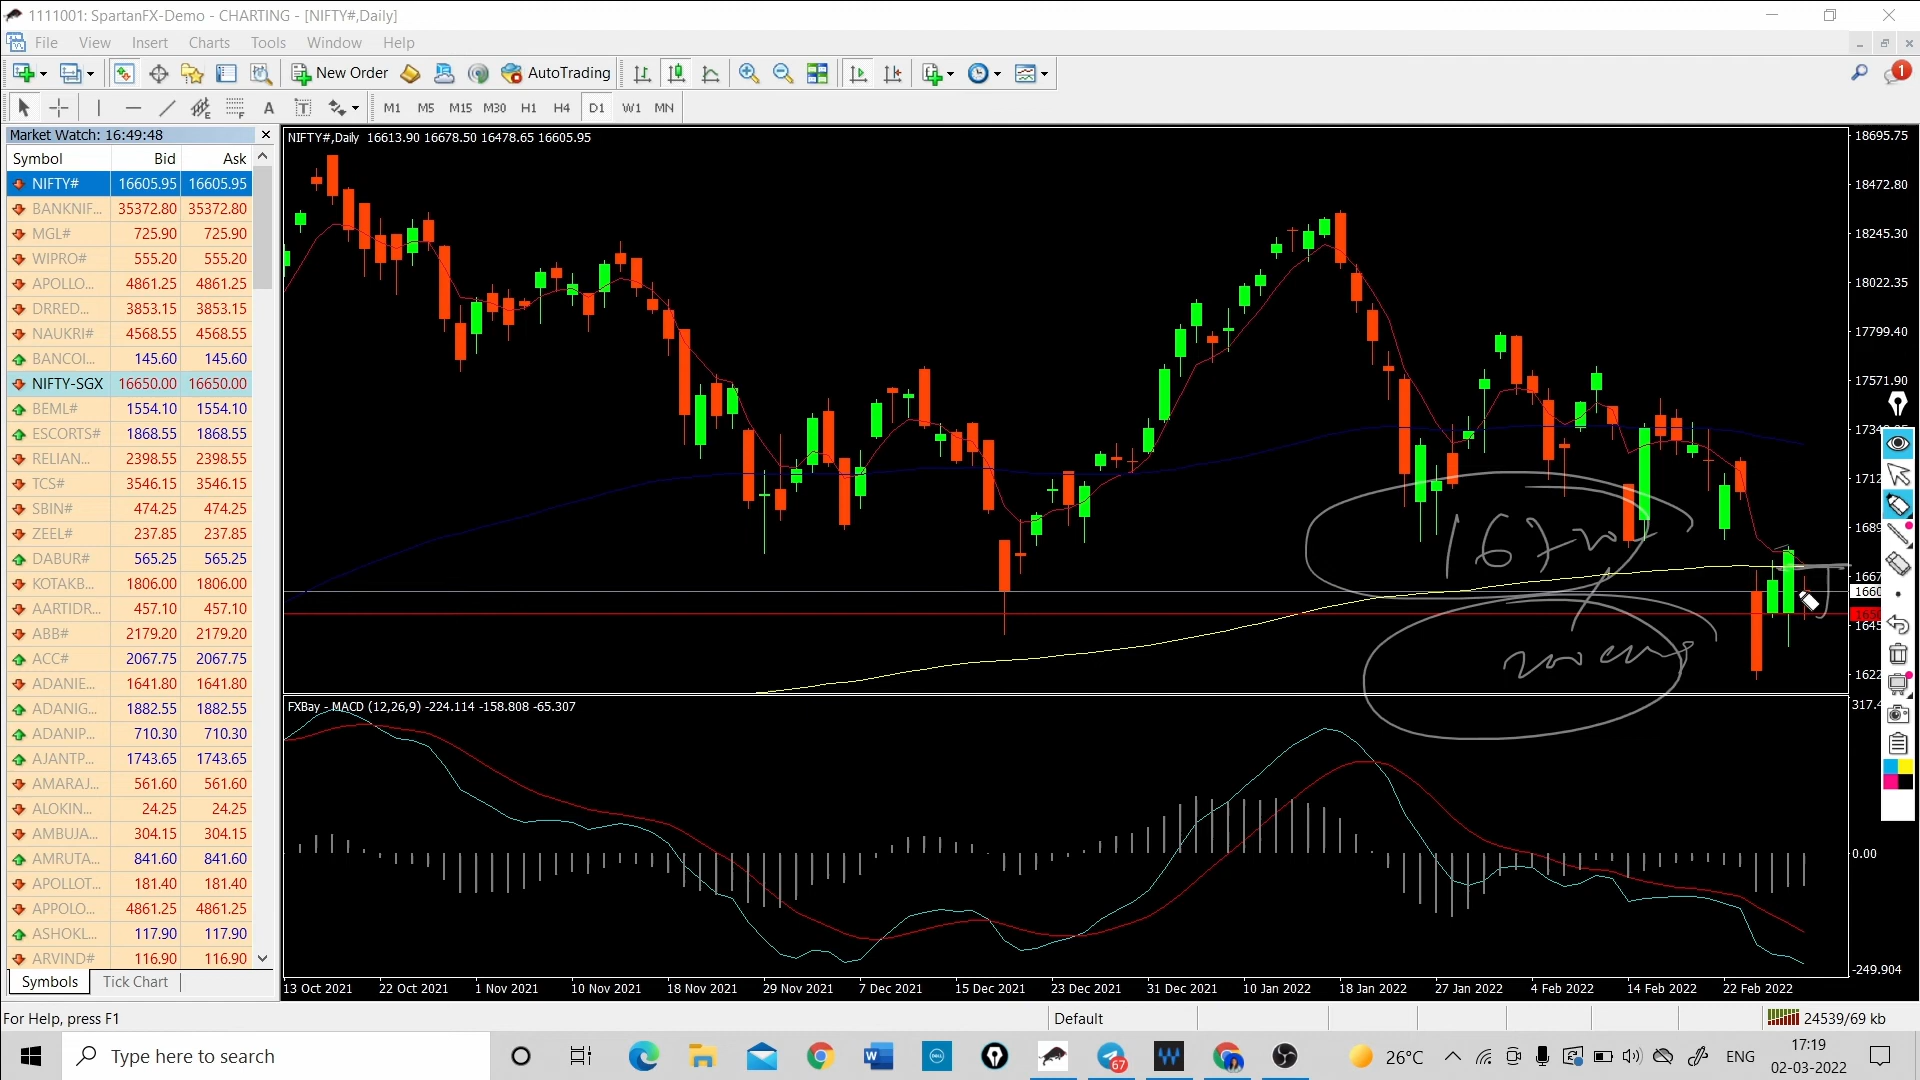 1111001: SpartanFX-Demo - CHARTING - [NIFTY#,Daily]
File View Insert Charts Tools Window Help
New Order AutoTrading 1
A T M1 M5 M15 M30 H1 H4 D1 W1 MN
Market Watch: 16:49:48
Symbol Bid Ask
NIFTY# 16605.95 16605.95
BANKNIF... 35372.80 35372.80
MGL# 725.90 725.90
WIPRO# 555.20 555.20
APOLLO... 4861.25 4861.25
DRRED... 3853.15 3853.15
NAUKRI# 4568.55 4568.55
BANCOI... 145.60 145.60
NIFTY-SGX 16650.00 16650.00
BEML# 1554.10 1554.10
ESCORTS# 1868.55 1868.55
RELIAN... 2398.55 2398.55
TCS# 3546.15 3546.15
SBIN# 474.25 474.25
ZEEL# 237.85 237.85
DABUR# 565.25 565.25
KOTAKB... 1806.00 1806.00
AARTIDR... 457.10 457.10
ABB# 2179.20 2179.20
ACC# 2067.75 2067.75
ADANIE... 1641.80 1641.80
ADANIG... 1882.55 1882.55
ADANIP... 710.30 710.30
AJANTP... 1743.65 1743.65
AMARAJ... 561.60 561.60
ALOKIN... 24.25 24.25
AMBUJA... 304.15 304.15
AMRUTA... 841.60 841.60
APOLLOT... 181.40 181.40
APPOLO... 4861.25 4861.25
ASHOKL... 117.90 117.90
ARVIND# 116.90 116.90
Symbols Tick Chart
NIFTY#,Daily 16613.90 16678.50 16478.65 16605.95
18695.75
18472.80
18245.30
18022.35
17799.40
17571.90
1712
1689
1667
1660
1645
1622
FXBay - MACD (12,26,9) -224.114 -158.808 -65.307
317.4
0.00
-249.904
13 Oct 2021 22 Oct 2021 1 Nov 2021 10 Nov 2021 18 Nov 2021 29 Nov 2021 7 Dec 2021 15 Dec 2021 23 Dec 2021 31 Dec 2021 10 Jan 2022 18 Jan 2022 27 Jan 2022 4 Feb 2022 14 Feb 2022 22 Feb 2022
For Help, press F1 Default 24539/69 kb
Type here to search 67 26°C ENG 17:19
02-03-2022